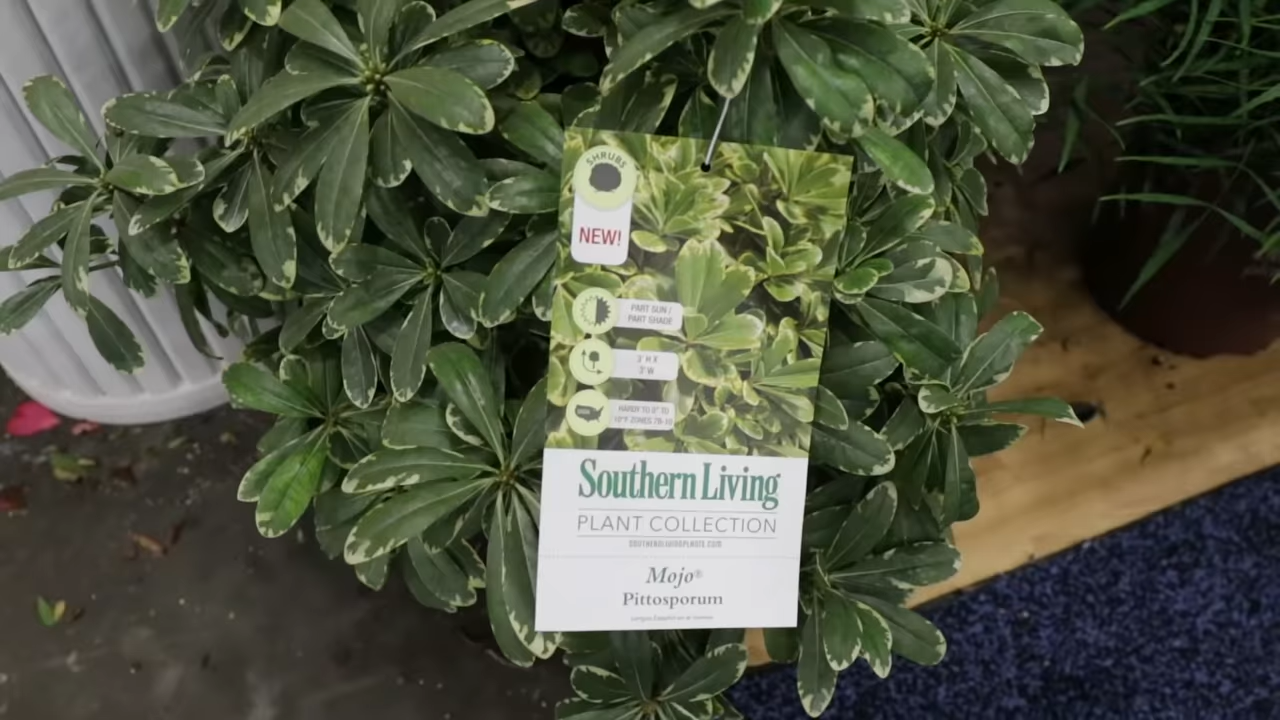 SHRUBS
NEW!
PART SUN /
PART SHADE
3' H X
3' W
HARDY TO 0° TO
10°F ZONES 7B-10
Southern Living
PLANT COLLECTION
SOUTHERNLIVINGPLANTS.COM
Mojo®
Pittosporum